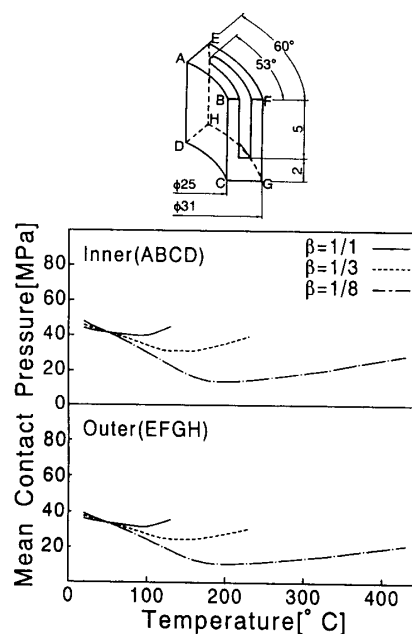 E
60°
A
53°
B
F
5
H
D
2
C
G
φ25
φ31
Mean Contact Pressure[MPa]
Inner(ABCD)
β=1/1
β=1/3
β=1/8
80
60
40
20
0
Outer(EFGH)
80
60
40
20
0
100
200
300
400
Temperature[°C]